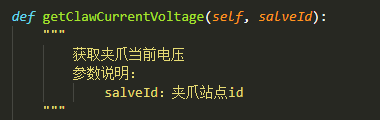 def getClawCurrentVoltage(self, salveId):
"""
获取夹爪当前电压
参数说明:
salveId: 夹爪站点id
"""